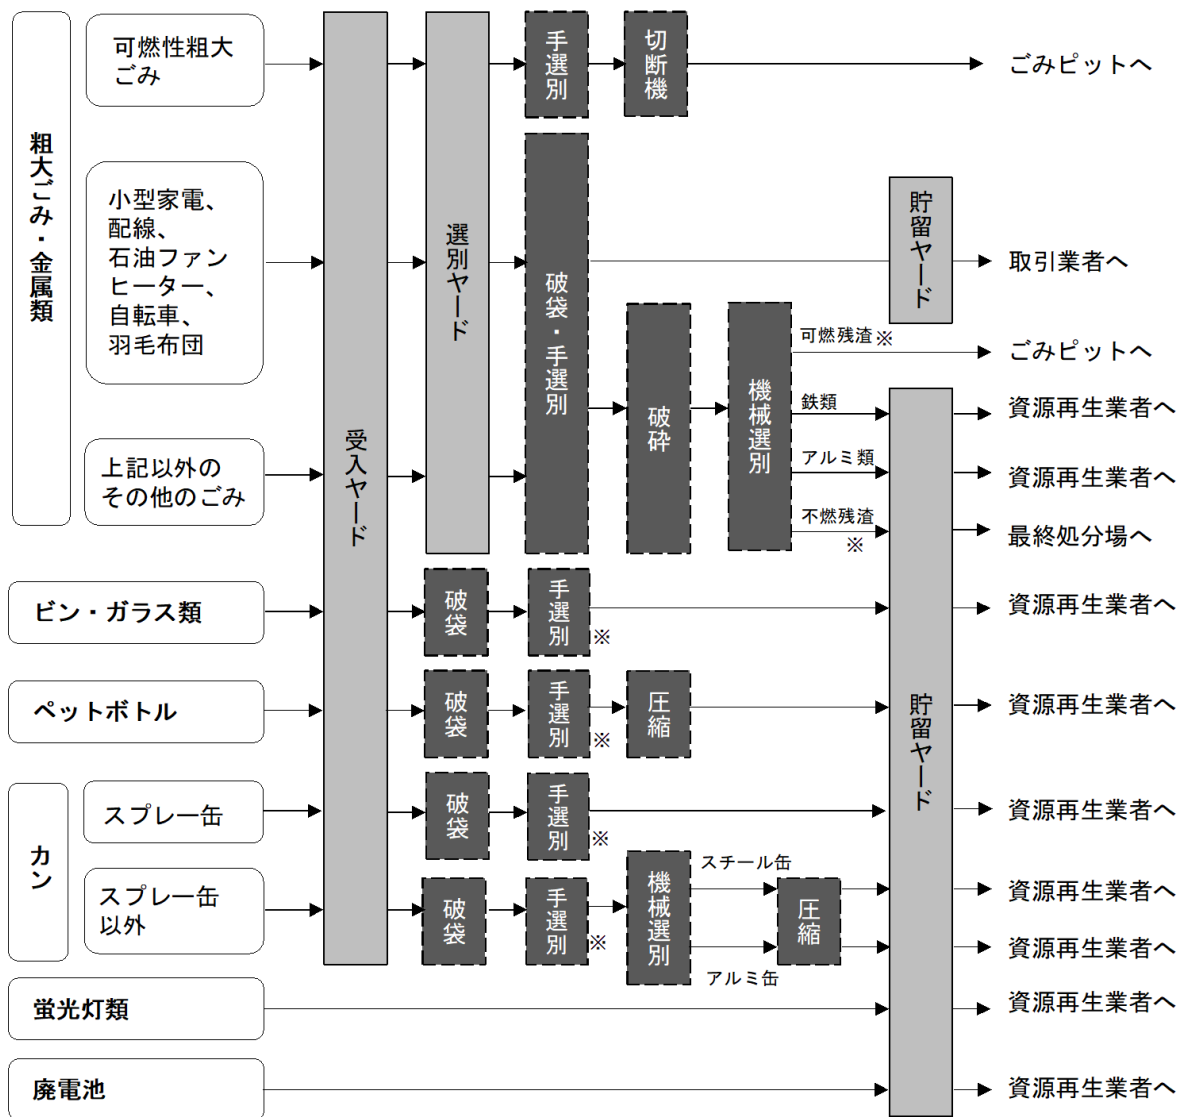 粗大ごみ・金属類
可燃性粗大
ごみ
受入ヤード
選別ヤード
手選別
切断機
ごみピットへ
小型家電、
配線、
石油ファン
ヒーター、
自転車、
羽毛布団
破袋・手選別
貯留ヤード
取引業者へ
破砕
機械選別
可燃残渣※
ごみピットへ
鉄類
資源再生業者へ
上記以外の
その他のごみ
アルミ類
資源再生業者へ
不燃残渣
※
最終処分場へ
貯留ヤード
ビン・ガラス類
破袋
手選別
※
資源再生業者へ
ペットボトル
破袋
手選別
※
圧縮
資源再生業者へ
カン
スプレー缶
破袋
手選別
※
資源再生業者へ
スプレー缶
以外
破袋
手選別
※
機械選別
スチール缶
アルミ缶
圧縮
資源再生業者へ
資源再生業者へ
蛍光灯類
資源再生業者へ
廃電池
資源再生業者へ